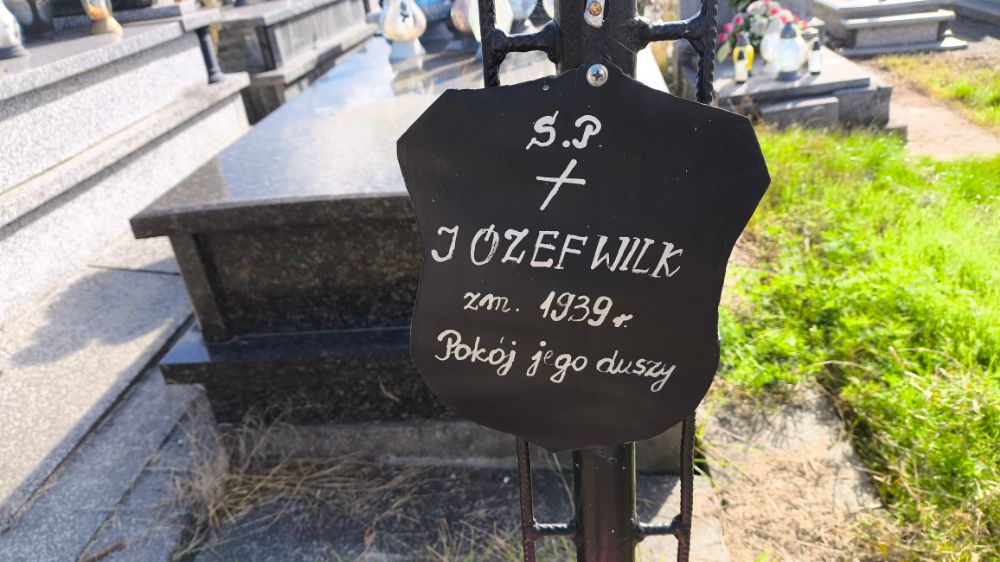 Ś.P.
JÓZEF WILK
zm. 1939 r.
Pokój jego duszy